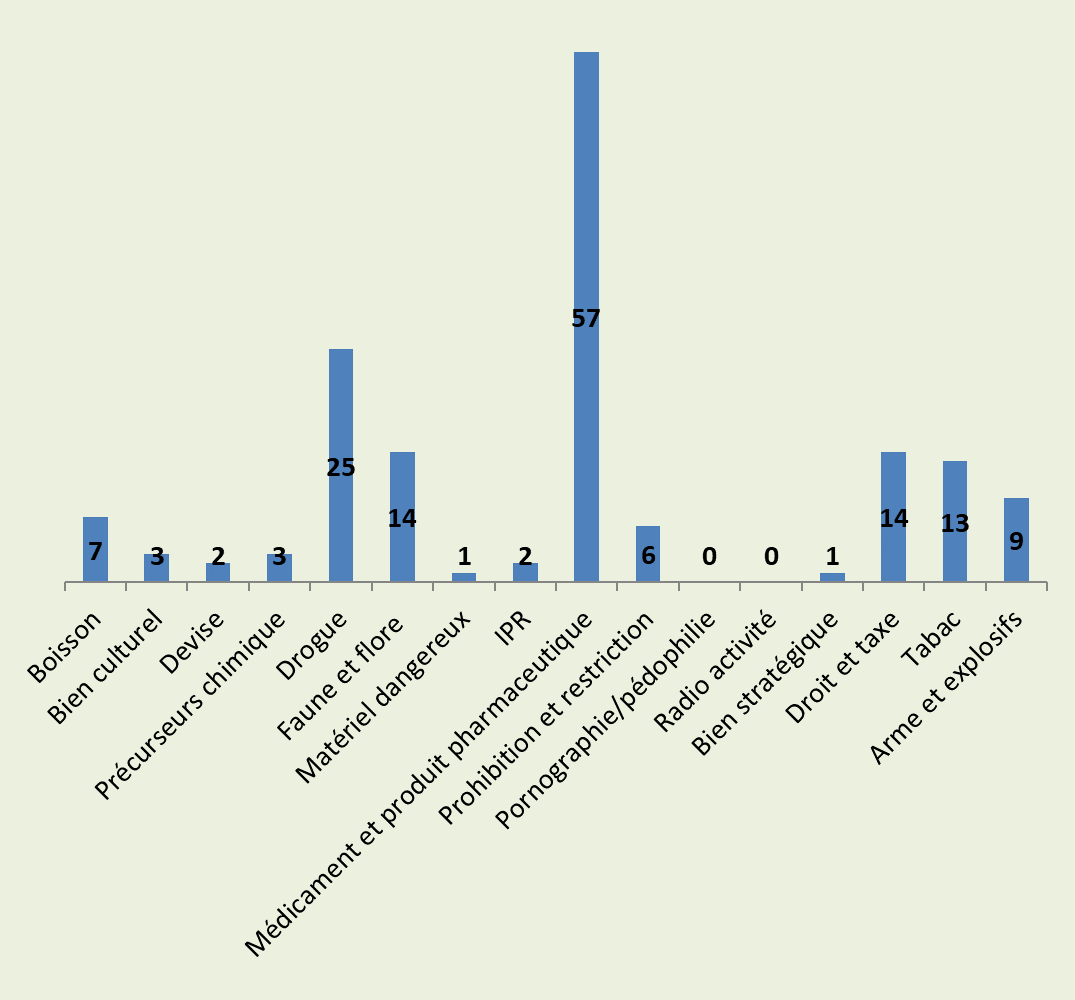 57
25
14
14
13
9
7
3
2
3
1
2
6
0
0
1
Boisson
Bien culturel
Devise
Précurseurs chimique
Drogue
Faune et flore
Matériel dangereux
IPR
Médicament et produit pharmaceutique
Prohibition et restriction
Pornographie/pédophilie
Radio activité
Bien stratégique
Droit et taxe
Tabac
Arme et explosifs